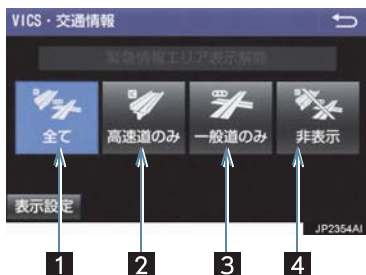 VICS・交通情報
緊急情報エリア表示解除
全て
高速道のみ
一般道のみ
非表示
表示設定
JP2354AI
1
2
3
4